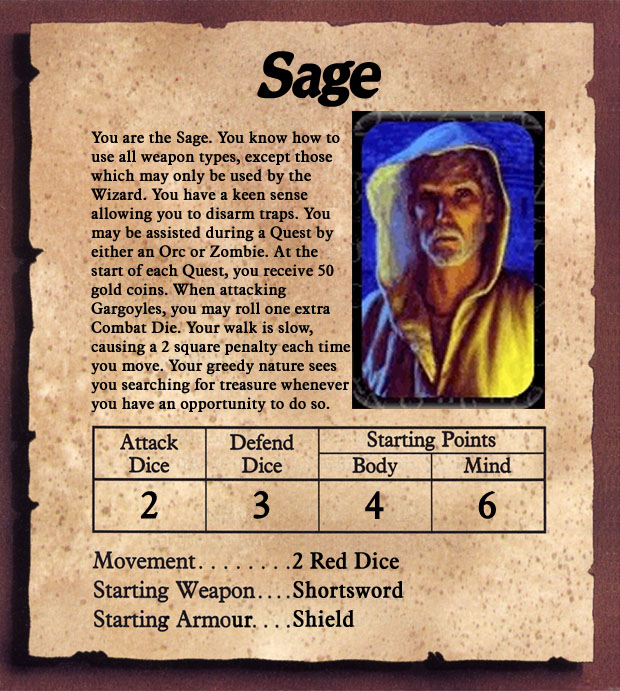 Sage
You are the Sage. You know how to
use all weapon types, except those
which may only be used by the
Wizard. You have a keen sense
allowing you to disarm traps. You
may be assisted during a Quest by
either an Orc or Zombie. At the
start of each Quest, you receive 50
gold coins. When attacking
Gargoyles, you may roll one extra
Combat Die. Your walk is slow,
causing a 2 square penalty each time
you move. Your greedy nature sees
you searching for treasure whenever
you have an opportunity to do so.
Attack Dice Defend Dice Starting Points
Body Mind
2 3 4 6
Movement........2 Red Dice
Starting Weapon....Shortsword
Starting Armour....Shield